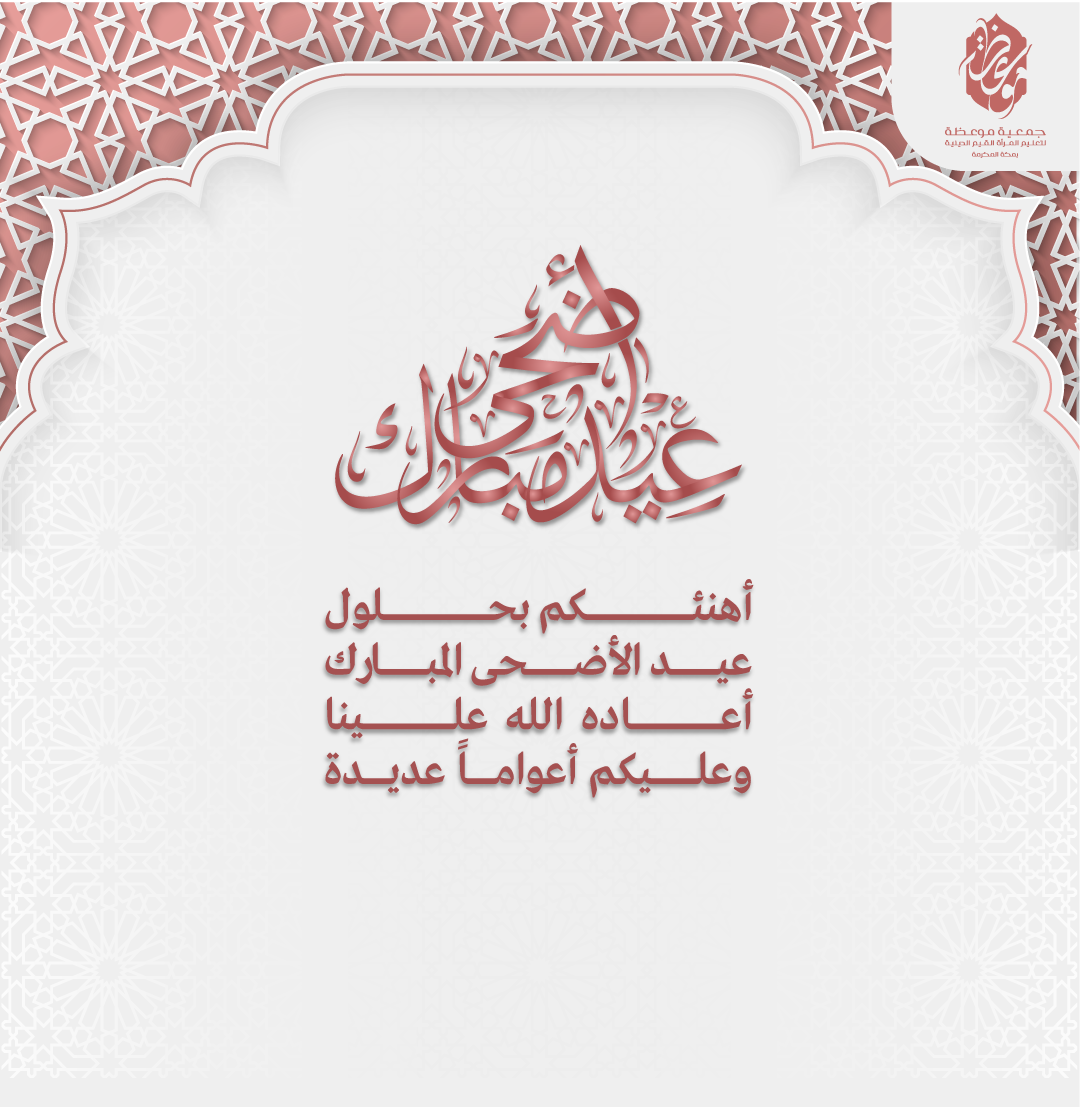 موعظة
جمعية موعظة
لتعليم المرأة القيم الدينية
بمكة المكرمة
عيد أضحى مبارك
أهنئكم بحلول
عيد الأضحى المبارك
أعاده الله علينا
وعليكم أعواماً عديدة